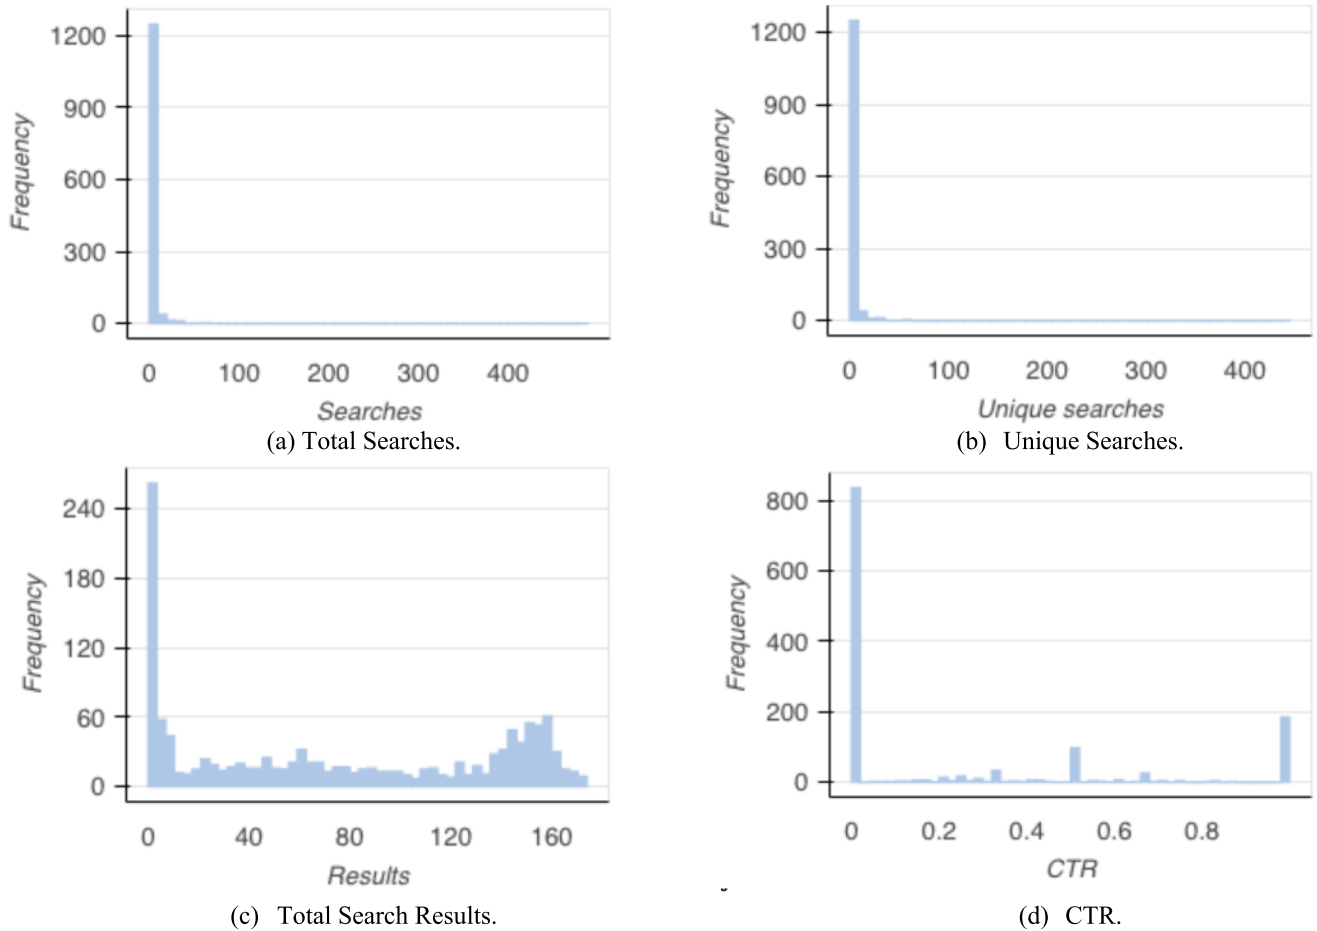 1200
900
600
300
0
Frequency
0 100 200 300 400
Searches
(a) Total Searches.
1200
900
600
300
0
Frequency
0 100 200 300 400
Unique searches
(b) Unique Searches.
240
180
120
60
0
Frequency
0 40 80 120 160
Results
(c) Total Search Results.
800
600
400
200
0
Frequency
0 0.2 0.4 0.6 0.8
CTR
(d) CTR.